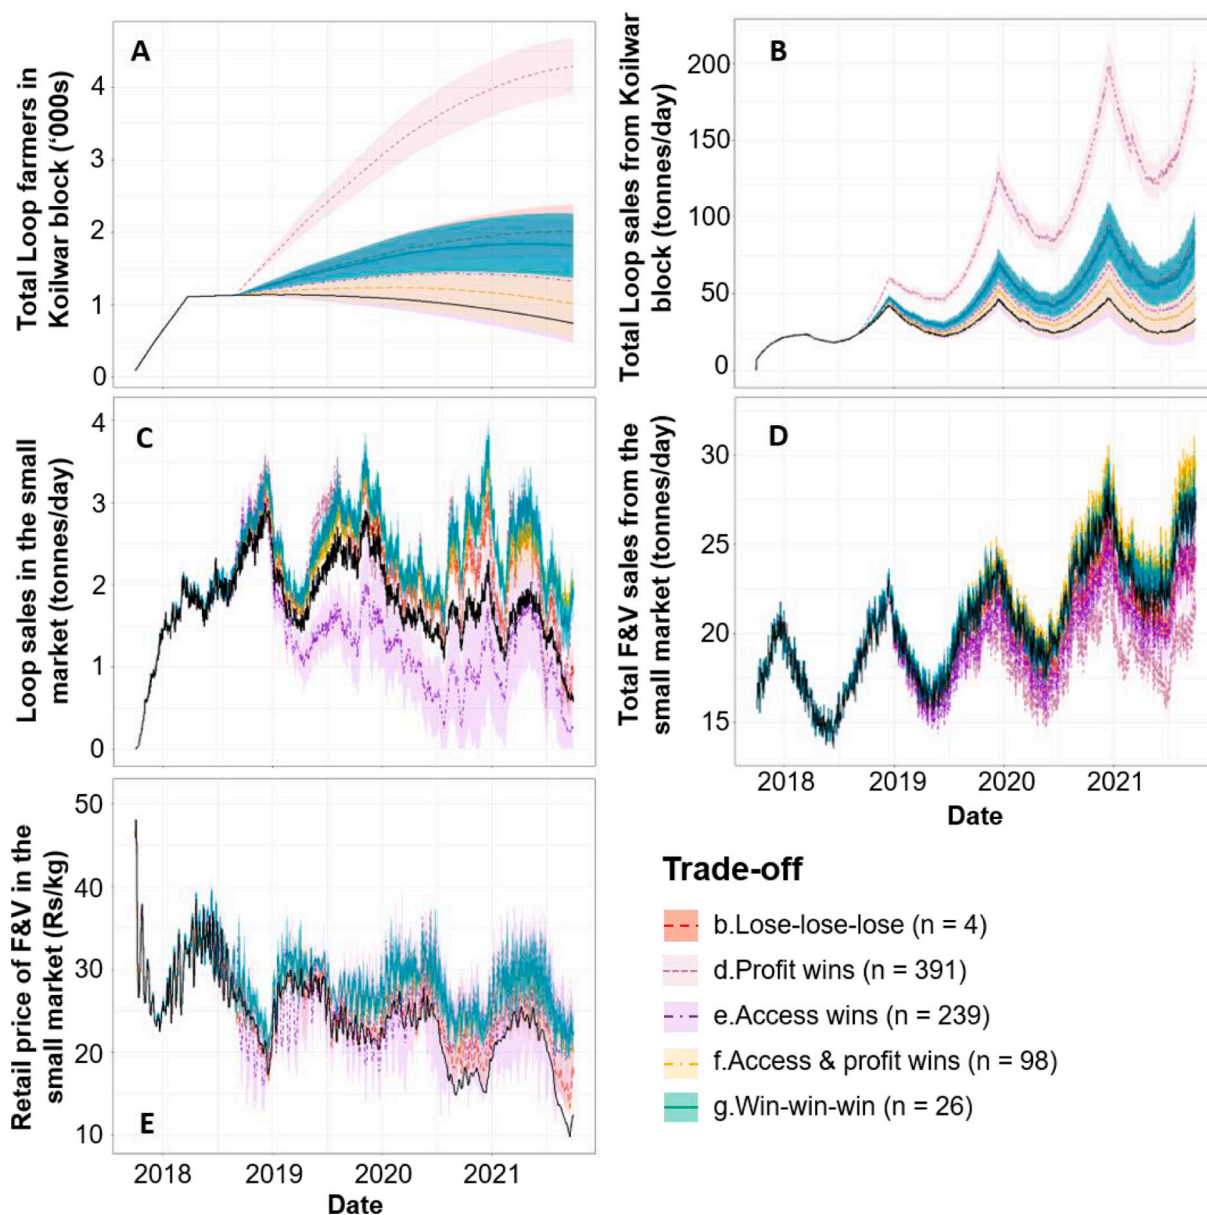 A
Total Loop farmers in
Koilwar block (‘000s
4
3
2
1
0
B
Total Loop sales from Koilwar
block (tonnes/day)
200
150
100
50
0
C
Loop sales in the small
market (tonnes/day)
4
3
2
1
0
D
Total F&V sales from the
small market (tonnes/day)
30
25
20
15
2018 2019 2020 2021
Date
E
Retail price of F&V in the
small market (Rs/kg)
50
40
30
20
10
2018 2019 2020 2021
Date
Trade-off
b.Lose-lose-lose (n = 4)
d.Profit wins (n = 391)
e.Access wins (n = 239)
f.Access & profit wins (n = 98)
g.Win-win-win (n = 26)